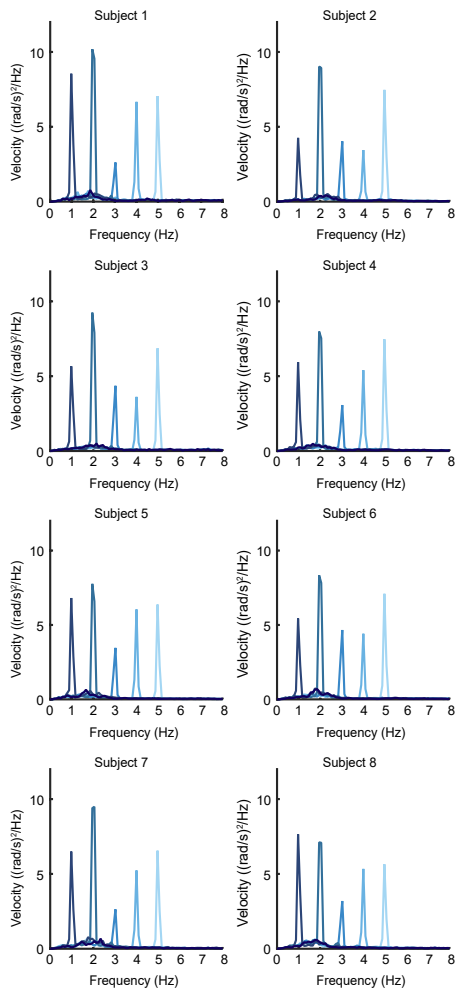 Subject 1 Subject 2
10 10
Velocity ((rad/s)²/Hz) Velocity ((rad/s)²/Hz)
5 5
0 0
0 1 2 3 4 5 6 7 8 0 1 2 3 4 5 6 7 8
Frequency (Hz) Frequency (Hz)
Subject 3 Subject 4
10 10
Velocity ((rad/s)²/Hz) Velocity ((rad/s)²/Hz)
5 5
0 0
0 1 2 3 4 5 6 7 8 0 1 2 3 4 5 6 7 8
Frequency (Hz) Frequency (Hz)
Subject 5 Subject 6
10 10
Velocity ((rad/s)²/Hz) Velocity ((rad/s)²/Hz)
5 5
0 0
0 1 2 3 4 5 6 7 8 0 1 2 3 4 5 6 7 8
Frequency (Hz) Frequency (Hz)
Subject 7 Subject 8
10 10
Velocity ((rad/s)²/Hz) Velocity ((rad/s)²/Hz)
5 5
0 0
0 1 2 3 4 5 6 7 8 0 1 2 3 4 5 6 7 8
Frequency (Hz) Frequency (Hz)